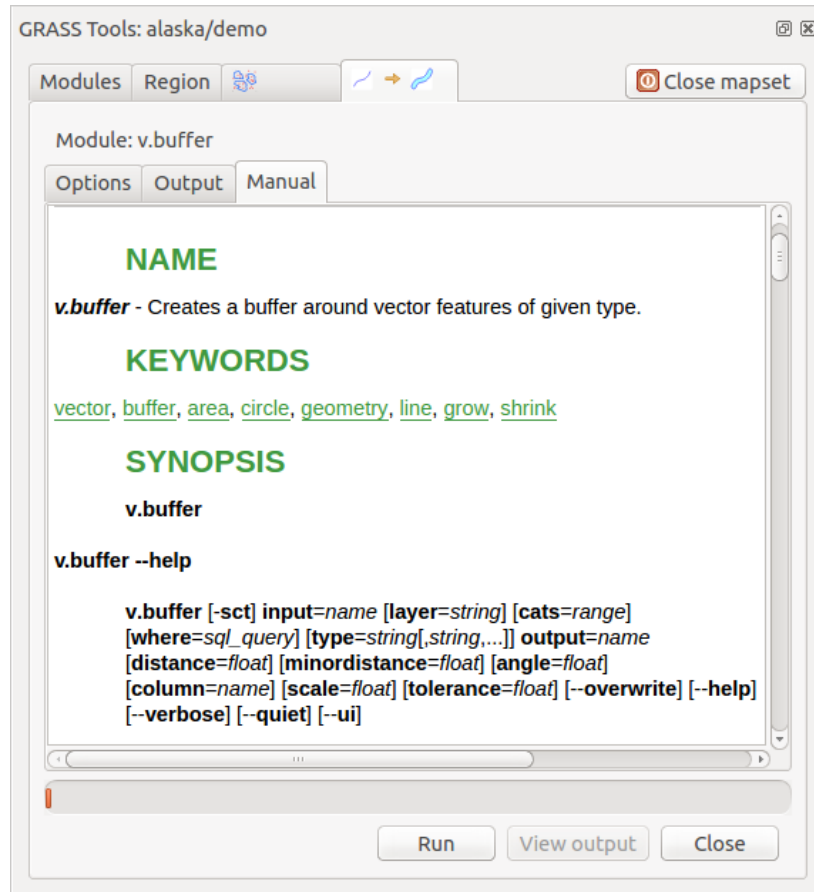 GRASS Tools: alaska/demo
Modules Region Close mapset
Module: v.buffer
Options Output Manual
NAME
v.buffer - Creates a buffer around vector features of given type.
KEYWORDS
vector, buffer, area, circle, geometry, line, grow, shrink
SYNOPSIS
v.buffer
v.buffer --help
v.buffer [-sct] input=name [layer=string] [cats=range]
[where=sql_query] [type=string[,string,...]] output=name
[distance=float] [minordistance=float] [angle=float]
[column=name] [scale=float] [tolerance=float] [--overwrite] [--help]
[--verbose] [--quiet] [--ui]
Run View output Close